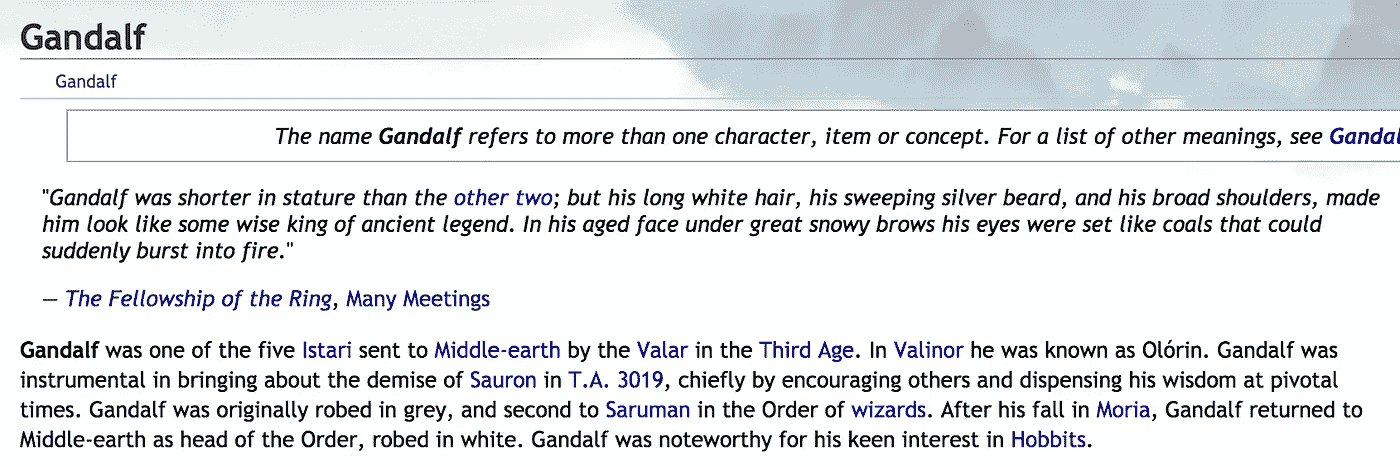 Gandalf
Gandalf
The name Gandalf refers to more than one character, item or concept. For a list of other meanings, see
"Gandalf was shorter in stature than the other two; but his long white hair, his sweeping silver beard, and his broad shoulders, made
him look like some wise king of ancient legend. In his aged face under great snowy brows his eyes were set like coals that could
suddenly burst into fire."
— The Fellowship of the Ring, Many Meetings
Gandalf was one of the five Istari sent to Middle-earth by the Valar in the Third Age. In Valinor he was known as Olórin. Gandalf was
instrumental in bringing about the demise of Sauron in T.A. 3019, chiefly by encouraging others and dispensing his wisdom at pivotal
times. Gandalf was originally robed in grey, and second to Saruman in the Order of wizards. After his fall in Moria, Gandalf returned to
Middle-earth as head of the Order, robed in white. Gandalf was noteworthy for his keen interest in Hobbits.